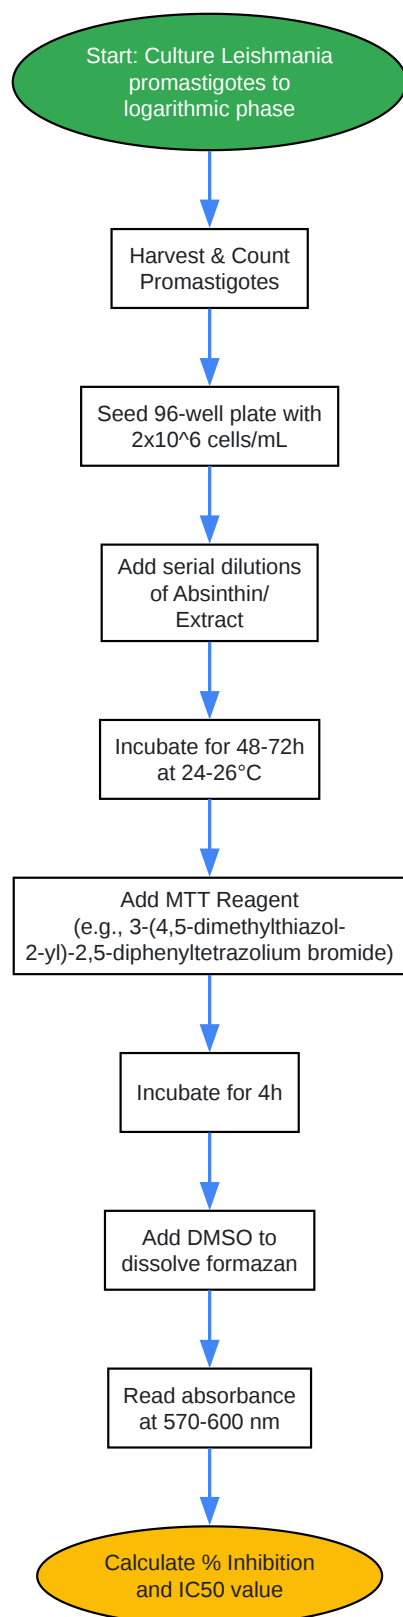 Start: Culture Leishmania
promastigotes to
logarithmic phase
Harvest & Count
Promastigotes
Seed 96-well plate with
2x10^6 cells/mL
Add serial dilutions
of Absinthin/
Extract
Incubate for 48-72h
at 24-26°C
Add MTT Reagent
(e.g., 3-(4,5-dimethylthiazol-
2-yl)-2,5-diphenyltetrazolium bromide)
Incubate for 4h
Add DMSO to
dissolve formazan
Read absorbance
at 570-600 nm
Calculate % Inhibition
and IC50 value